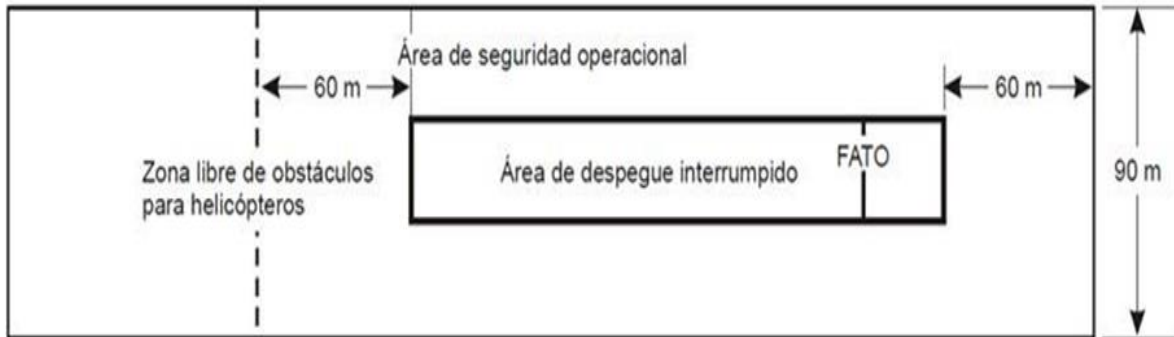 Área de seguridad operacional
60 m
60 m
Zona libre de obstáculos
para helicópteros
Área de despegue interrumpido
FATO
90 m